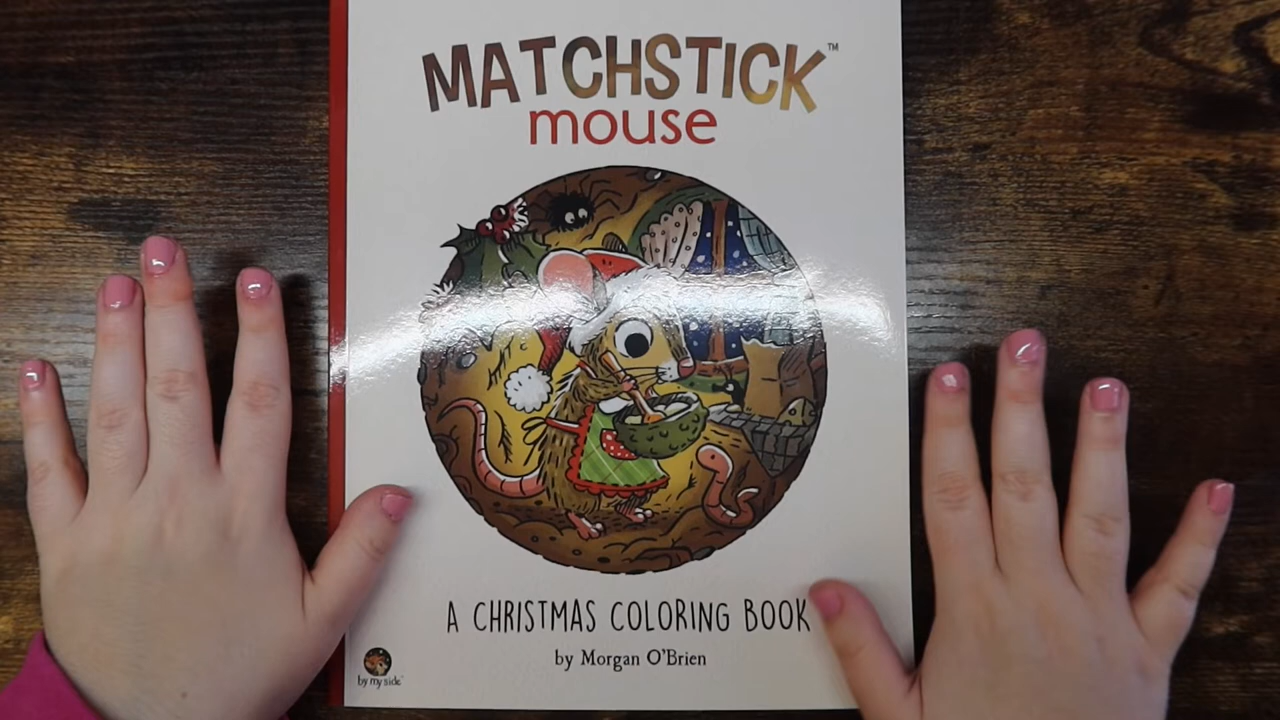 MATCHSTICK™
mouse
A CHRISTMAS COLORING BOOK
by Morgan O'Brien
by my side